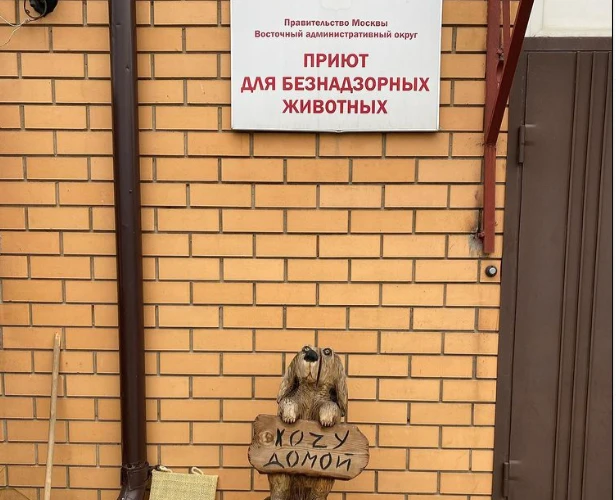 Правительство Москвы
Восточный административный округ
ПРИЮТ
ДЛЯ БЕЗНАДЗОРНЫХ
ЖИВОТНЫХ
ХОЧУ
ДОМОЙ